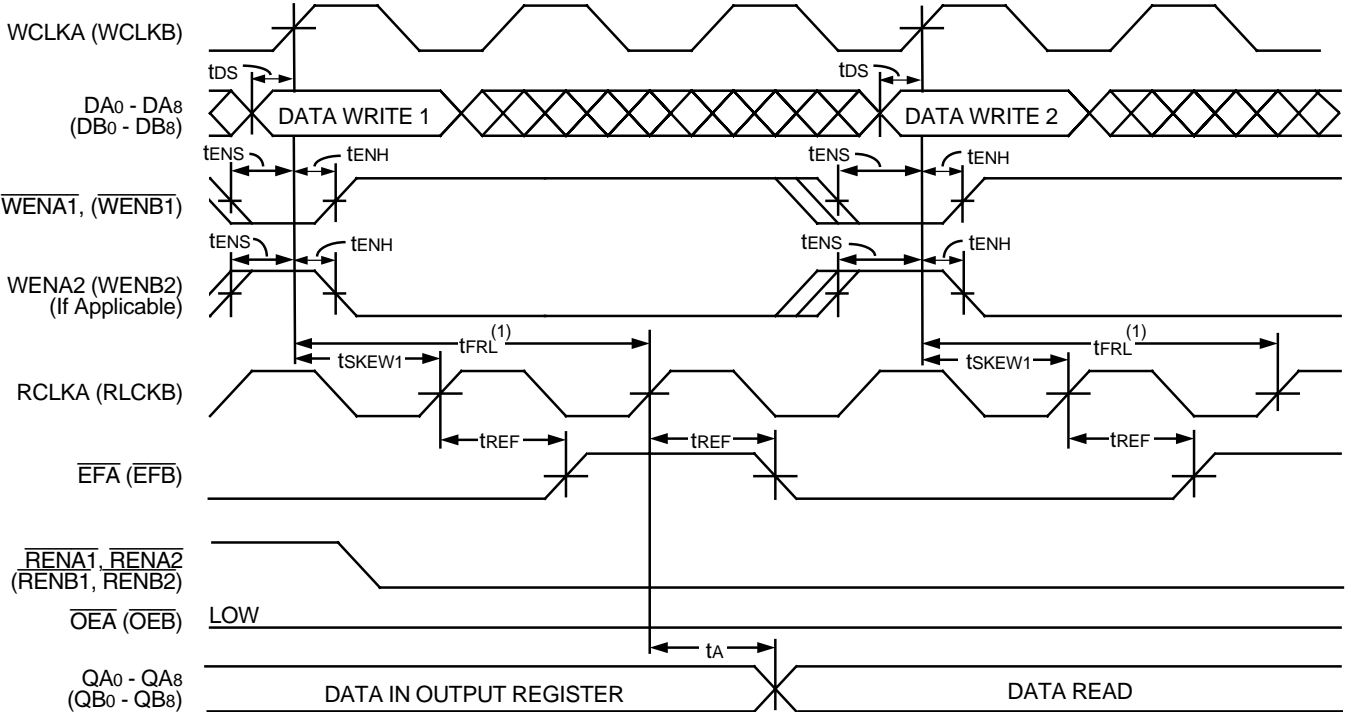 WCLKA (WCLKB)
tDS
tDS
DA0 - DA8
(DB0 - DB8)
DATA WRITE 1
DATA WRITE 2
tENS
tENH
tENS
tENH
WENA1, (WENB1)
tENS
tENH
tENS
tENH
WENA2 (WENB2)
(If Applicable)
tFRL(1)
tFRL(1)
tSKEW1
tSKEW1
RCLKA (RLCKB)
tREF
tREF
tREF
EFA (EFB)
RENA1, RENA2
(RENB1, RENB2)
OEA (OEB)
LOW
tA
QA0 - QA8
(QB0 - QB8)
DATA IN OUTPUT REGISTER
DATA READ